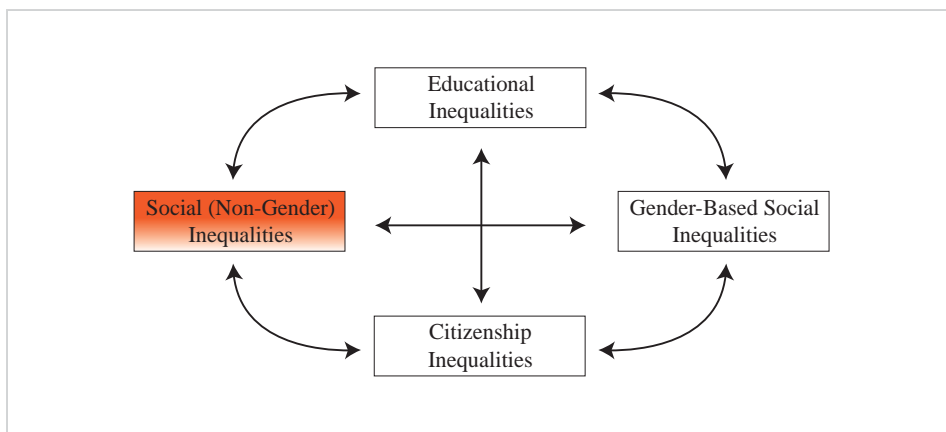 Educational
Inequalities
Social (Non-Gender)
Inequalities
Gender-Based Social
Inequalities
Citizenship
Inequalities